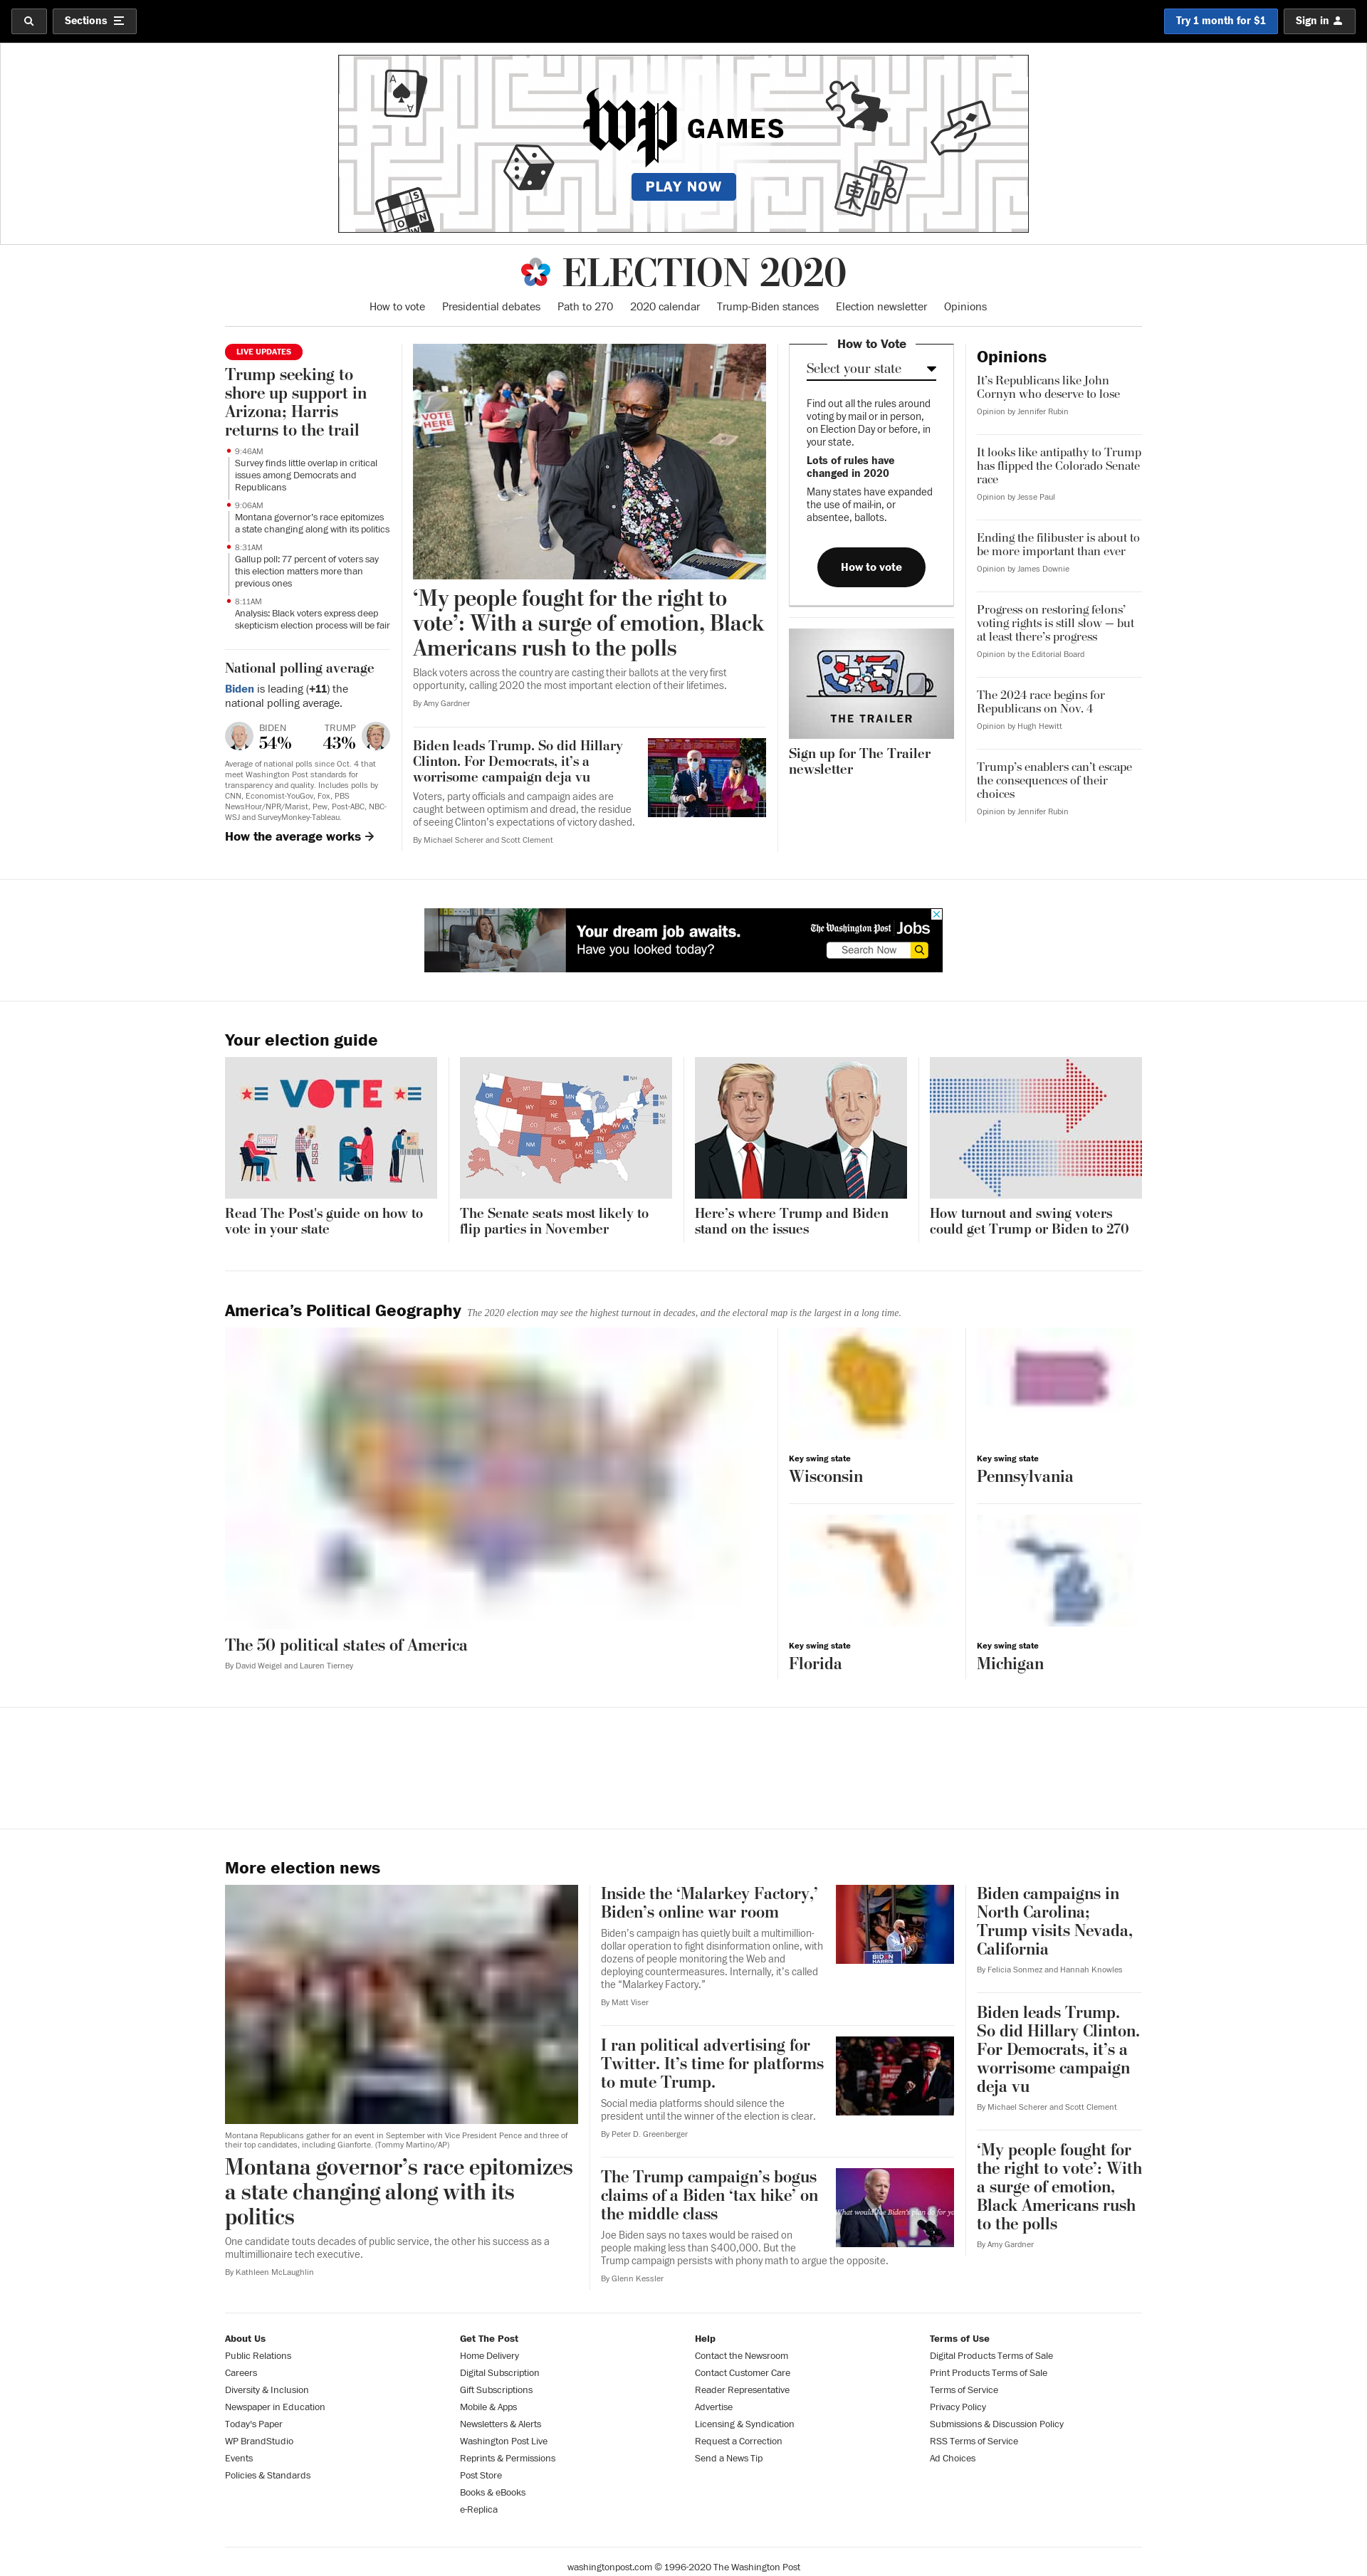 Sections
Try 1 month for $1
Sign in
A
A
wp GAMES
PLAY NOW
S
O
N
W
東
ELECTION 2020
How to vote
Presidential debates
Path to 270
2020 calendar
Trump-Biden stances
Election newsletter
Opinions
LIVE UPDATES
Trump seeking to
shore up support in
Arizona; Harris
returns to the trail
9:46AM
Survey finds little overlap in critical
issues among Democrats and
Republicans
9:06AM
Montana governor's race epitomizes
a state changing along with its politics
8:31AM
Gallup poll: 77 percent of voters say
this election matters more than
previous ones
8:11AM
Analysis: Black voters express deep
skepticism election process will be fair
National polling average
Biden is leading (+11) the
national polling average.
BIDEN
54%
TRUMP
43%
Average of national polls since Oct. 4 that
meet Washington Post standards for
transparency and quality. Includes polls by
CNN, Economist-YouGov, Fox, PBS
NewsHour/NPR/Marist, Pew, Post-ABC, NBC-
WSJ and SurveyMonkey-Tableau.
How the average works →
VOTE
HERE
‘My people fought for the right to
vote’: With a surge of emotion, Black
Americans rush to the polls
Black voters across the country are casting their ballots at the very first
opportunity, calling 2020 the most important election of their lifetimes.
By Amy Gardner
Biden leads Trump. So did Hillary
Clinton. For Democrats, it’s a
worrisome campaign deja vu
Voters, party officials and campaign aides are
caught between optimism and dread, the residue
of seeing Clinton’s expectations of victory dashed.
By Michael Scherer and Scott Clement
How to Vote
Select your state
Find out all the rules around
voting by mail or in person,
on Election Day or before, in
your state.
Lots of rules have
changed in 2020
Many states have expanded
the use of mail-in, or
absentee, ballots.
How to vote
THE TRAILER
Sign up for The Trailer
newsletter
Opinions
It’s Republicans like John
Cornyn who deserve to lose
Opinion by Jennifer Rubin
It looks like antipathy to Trump
has flipped the Colorado Senate
race
Opinion by Jesse Paul
Ending the filibuster is about to
be more important than ever
Opinion by James Downie
Progress on restoring felons’
voting rights is still slow — but
at least there’s progress
Opinion by the Editorial Board
The 2024 race begins for
Republicans on Nov. 4
Opinion by Hugh Hewitt
Trump’s enablers can’t escape
the consequences of their
choices
Opinion by Jennifer Rubin
Your dream job awaits.
Have you looked today?
The Washington Post Jobs
Search Now
Your election guide
VOTE
Read The Post's guide on how to
vote in your state
The Senate seats most likely to
flip parties in November
Here’s where Trump and Biden
stand on the issues
How turnout and swing voters
could get Trump or Biden to 270
America’s Political Geography The 2020 election may see the highest turnout in decades, and the electoral map is the largest in a long time.
The 50 political states of America
By David Weigel and Lauren Tierney
Key swing state
Wisconsin
Key swing state
Pennsylvania
Key swing state
Florida
Key swing state
Michigan
More election news
Montana Republicans gather for an event in September with Vice President Pence and three of
their top candidates, including Gianforte. (Tommy Martino/AP)
Montana governor’s race epitomizes
a state changing along with its
politics
One candidate touts decades of public service, the other his success as a
multimillionaire tech executive.
By Kathleen McLaughlin
Inside the ‘Malarkey Factory,’
Biden’s online war room
Biden’s campaign has quietly built a multimillion-
dollar operation to fight disinformation online, with
dozens of people monitoring the Web and
deploying countermeasures. Internally, it’s called
the “Malarkey Factory.”
By Matt Viser
BIDEN
HARRIS
I ran political advertising for
Twitter. It’s time for platforms
to mute Trump.
Social media platforms should silence the
president until the winner of the election is clear.
By Peter D. Greenberger
The Trump campaign’s bogus
claims of a Biden ‘tax hike’ on
the middle class
Joe Biden says no taxes would be raised on
people making less than $400,000. But the
Trump campaign persists with phony math to argue the opposite.
By Glenn Kessler
Biden campaigns in
North Carolina;
Trump visits Nevada,
California
By Felicia Sonmez and Hannah Knowles
Biden leads Trump.
So did Hillary Clinton.
For Democrats, it’s a
worrisome campaign
deja vu
By Michael Scherer and Scott Clement
‘My people fought for
the right to vote’: With
a surge of emotion,
Black Americans rush
to the polls
By Amy Gardner
About Us
Public Relations
Careers
Diversity & Inclusion
Newspaper in Education
Today's Paper
WP BrandStudio
Events
Policies & Standards
Get The Post
Home Delivery
Digital Subscription
Gift Subscriptions
Mobile & Apps
Newsletters & Alerts
Washington Post Live
Reprints & Permissions
Post Store
Books & eBooks
e-Replica
Help
Contact the Newsroom
Contact Customer Care
Reader Representative
Advertise
Licensing & Syndication
Request a Correction
Send a News Tip
Terms of Use
Digital Products Terms of Sale
Print Products Terms of Sale
Terms of Service
Privacy Policy
Submissions & Discussion Policy
RSS Terms of Service
Ad Choices
washingtonpost.com © 1996-2020 The Washington Post